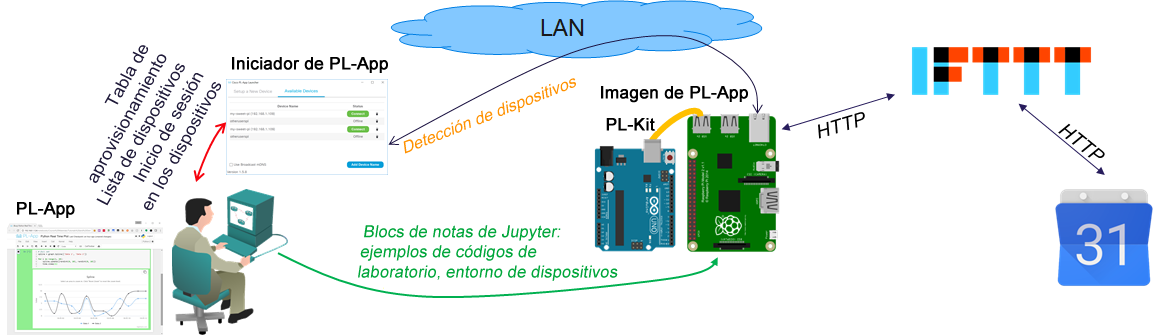 LAN
Iniciador de PL-App
Tabla de
aprovisionamiento
Lista de dispositivos
Inicio de sesión
en los dispositivos
Setup a New Device
Available Devices
Device Name
Status
Connect
Offline
Connect
Offline
Add Device Name
Detección de dispositivos
Imagen de PL-App
PL-Kit
ARDUINO
UNO
HTTP
IFTTT
HTTP
31
PL-App
Blocs de notas de Jupyter:
ejemplos de códigos de
laboratorio, entorno de dispositivos